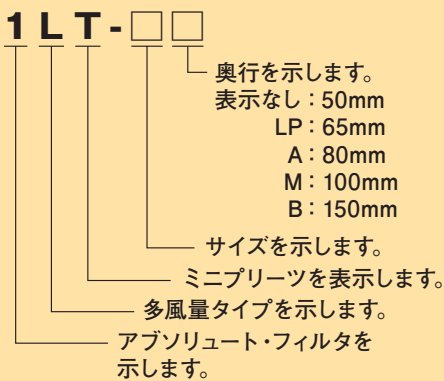 1LT-□□
奥行を示します。
表示なし：50mm
LP：65mm
A：80mm
M：100mm
B：150mm
サイズを示します。
ミニプリーツを表示します。
多風量タイプを示します。
アブソリュート・フィルタを
示します。